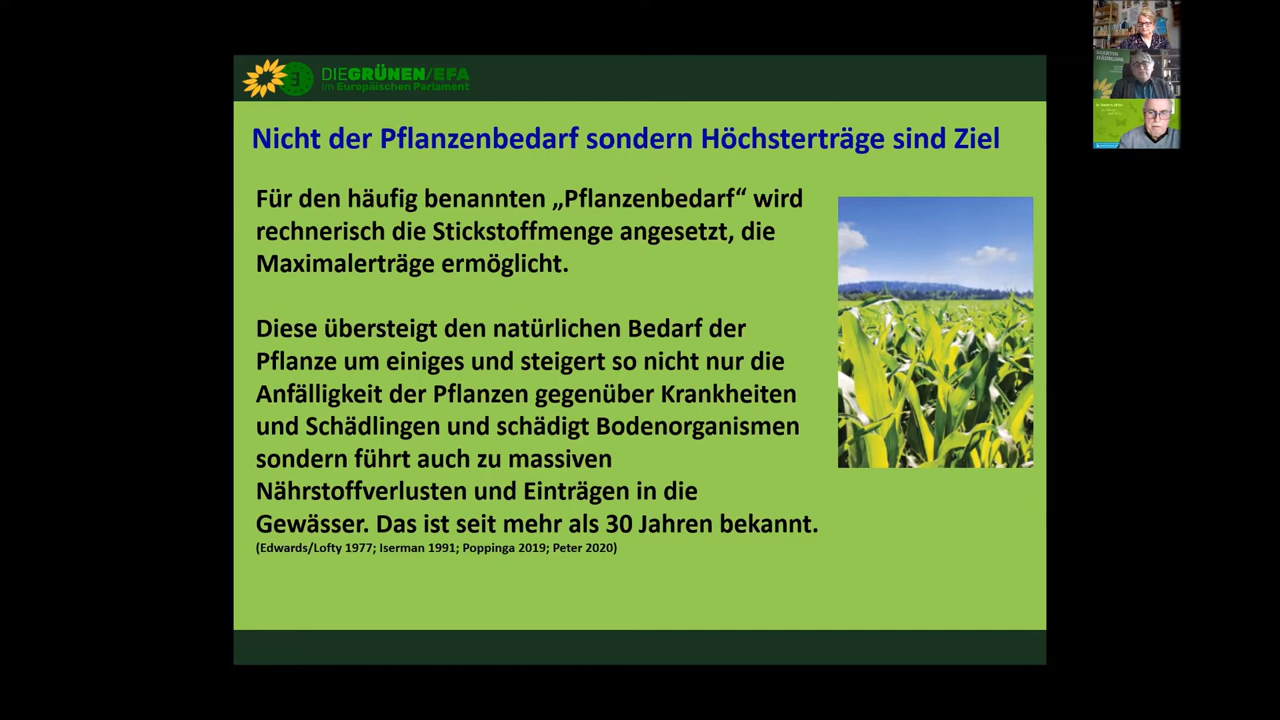 DIEGRÜNEN/EFA
im Europäischen Parlament
Nicht der Pflanzenbedarf sondern Höchsterträge sind Ziel
Für den häufig benannten „Pflanzenbedarf“ wird
rechnerisch die Stickstoffmenge angesetzt, die
Maximalerträge ermöglicht.
Diese übersteigt den natürlichen Bedarf der
Pflanze um einiges und steigert so nicht nur die
Anfälligkeit der Pflanzen gegenüber Krankheiten
und Schädlingen und schädigt Bodenorganismen
sondern führt auch zu massiven
Nährstoffverlusten und Einträgen in die
Gewässer. Das ist seit mehr als 30 Jahren bekannt.
(Edwards/Lofty 1977; Iserman 1991; Poppinga 2019; Peter 2020)
MARTIN
HÄUSLING